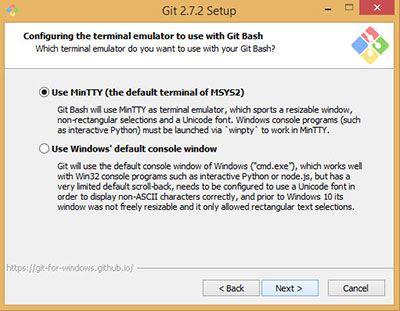 Git 2.7.2 Setup
Configuring the terminal emulator to use with Git Bash
Which terminal emulator do you want to use with your Git Bash?
Use MinTTY (the default terminal of MSYS2)
Git Bash will use MinTTY as terminal emulator, which sports a resizable window,
non-rectangular selections and a Unicode font. Windows console programs (such
as interactive Python) must be launched via `winpty` to work in MinTTY.
Use Windows' default console window
Git will use the default console window of Windows ("cmd.exe"), which works well
with Win32 console programs such as interactive Python or node.js, but has a
very limited default scroll-back, needs to be configured to use a Unicode font in
order to display non-ASCII characters correctly, and prior to Windows 10 its
window was not freely resizable and it only allowed rectangular text selections.
https://git-for-windows.github.io/
< Back
Next >
Cancel